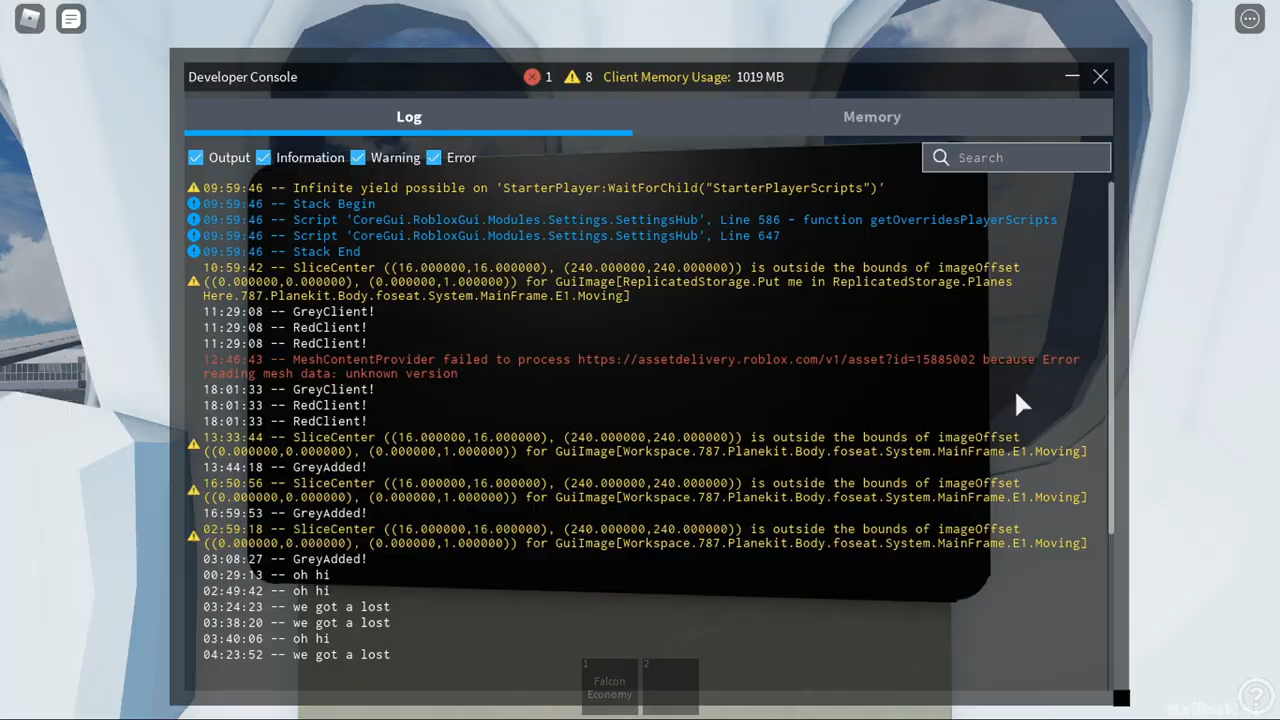 Developer Console
1
8
Client Memory Usage: 1019 MB
Log
Memory
Output
Information
Warning
Error
Search
09:59:46 -- Infinite yield possible on 'StarterPlayer:WaitForChild("StarterPlayerScripts")'
09:59:46 -- Stack Begin
09:59:46 -- Script 'CoreGui.RobloxGui.Modules.Settings.SettingsHub', Line 586 - function getOverridesPlayerScripts
09:59:46 -- Script 'CoreGui.RobloxGui.Modules.Settings.SettingsHub', Line 647
09:59:46 -- Stack End
10:59:42 -- SliceCenter ((16.000000,16.000000), (240.000000,240.000000)) is outside the bounds of imageOffset
((0.000000,0.000000), (0.000000,1.000000)) for GuiImage[ReplicatedStorage.Put me in ReplicatedStorage.Planes
Here.787.Planekit.Body.foseat.System.MainFrame.E1.Moving]
11:29:08 -- GreyClient!
11:29:08 -- RedClient!
11:29:08 -- RedClient!
12:46:43 -- MeshContentProvider failed to process https://assetdelivery.roblox.com/v1/asset?id=15885002 because Error
reading mesh data: unknown version
18:01:33 -- GreyClient!
18:01:33 -- RedClient!
18:01:33 -- RedClient!
13:33:44 -- SliceCenter ((16.000000,16.000000), (240.000000,240.000000)) is outside the bounds of imageOffset
((0.000000,0.000000), (0.000000,1.000000)) for GuiImage[Workspace.787.Planekit.Body.foseat.System.MainFrame.E1.Moving]
13:44:18 -- GreyAdded!
16:50:56 -- SliceCenter ((16.000000,16.000000), (240.000000,240.000000)) is outside the bounds of imageOffset
((0.000000,0.000000), (0.000000,1.000000)) for GuiImage[Workspace.787.Planekit.Body.foseat.System.MainFrame.E1.Moving]
16:59:53 -- GreyAdded!
02:59:18 -- SliceCenter ((16.000000,16.000000), (240.000000,240.000000)) is outside the bounds of imageOffset
((0.000000,0.000000), (0.000000,1.000000)) for GuiImage[Workspace.787.Planekit.Body.foseat.System.MainFrame.E1.Moving]
03:08:27 -- GreyAdded!
00:29:13 -- oh hi
02:49:42 -- oh hi
03:24:23 -- we got a lost
03:38:20 -- we got a lost
03:40:06 -- oh hi
04:23:52 -- we got a lost
1
2
Falcon
Economy
?